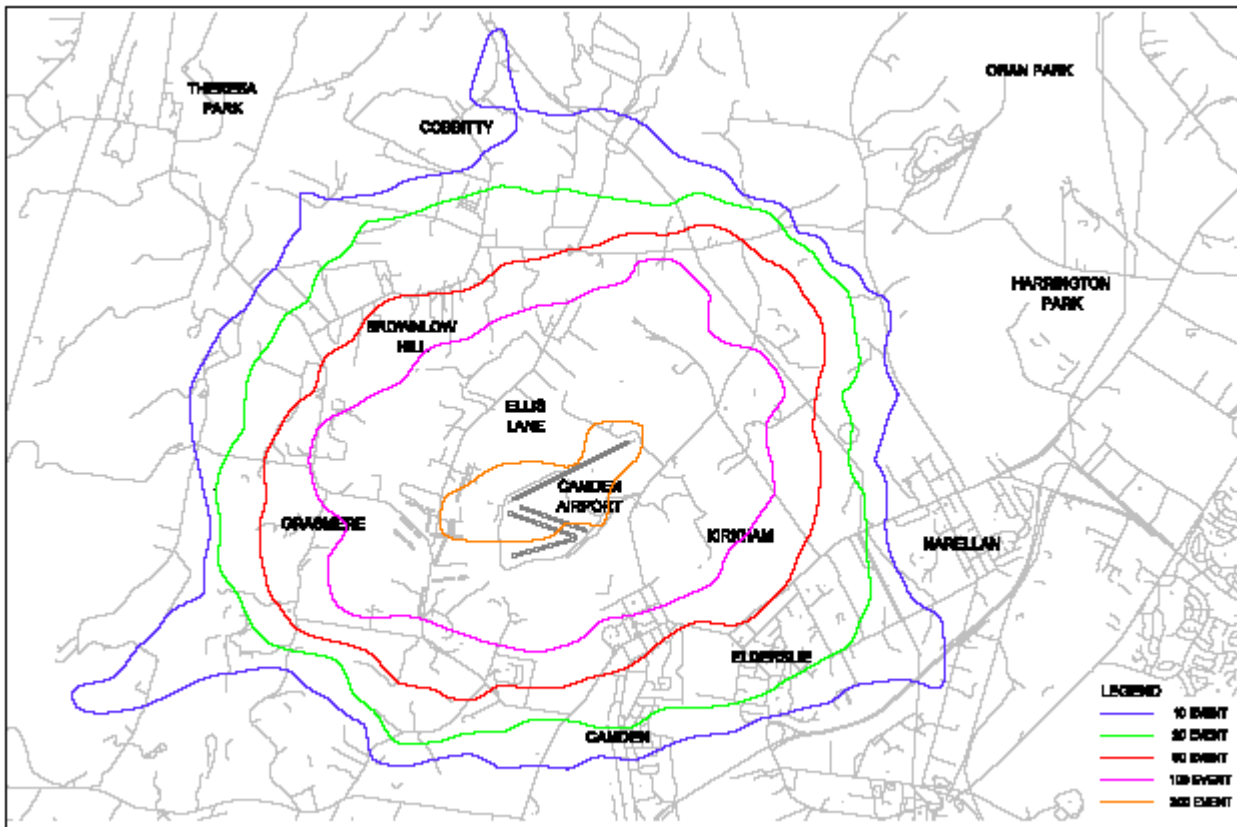 THERESA
PARK
ORAN PARK
COBBITTY
HARRINGTON
PARK
BROWNLOW
HILL
ELLIS
LANE
CAMDEN
AIRPORT
GRASMERE
KIRKHAM
NARELLAN
ELDERSLIE
CAMDEN
LEGEND
10 EVENT
20 EVENT
50 EVENT
100 EVENT
200 EVENT